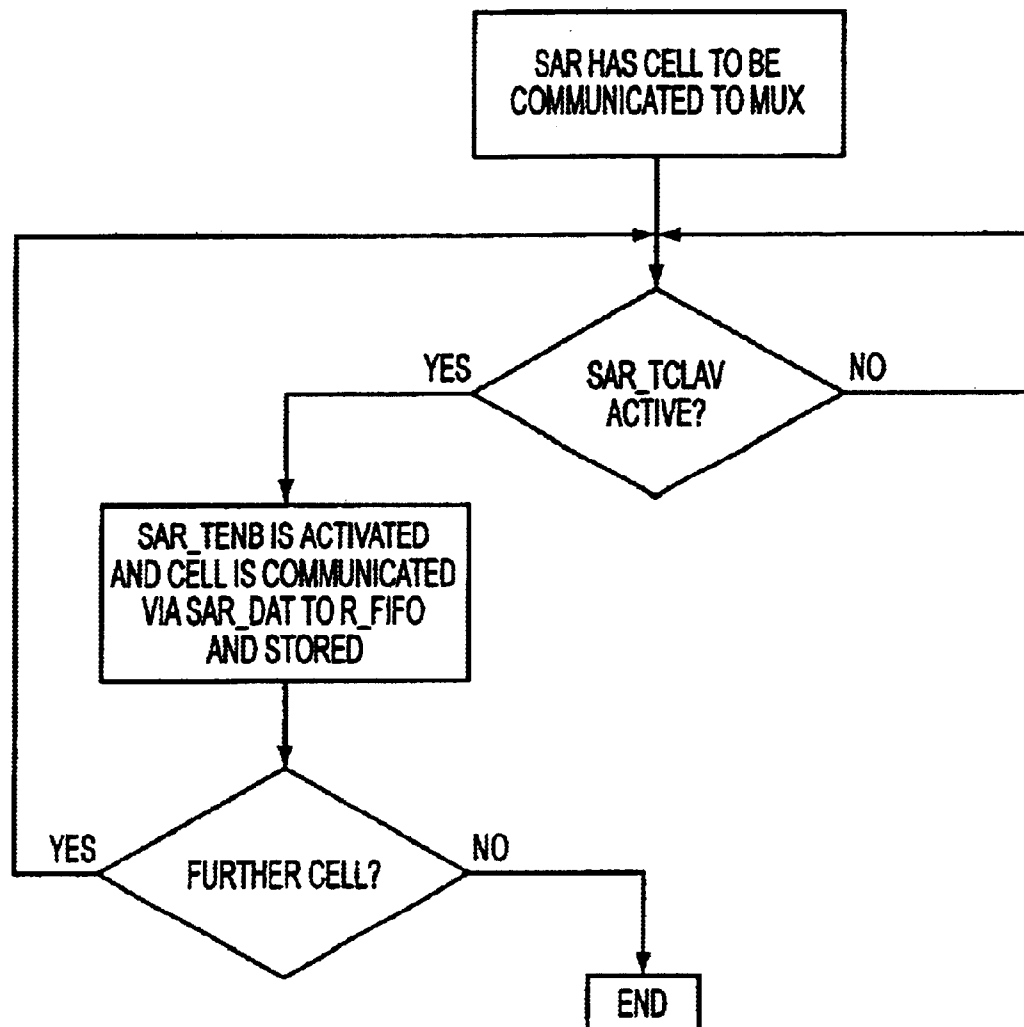 SAR HAS CELL TO BE
COMMUNICATED TO MUX
YES
SAR_TCLAV
ACTIVE?
NO
SAR_TENB IS ACTIVATED
AND CELL IS COMMUNICATED
VIA SAR_DAT TO R_FIFO
AND STORED
YES
FURTHER CELL?
NO
END